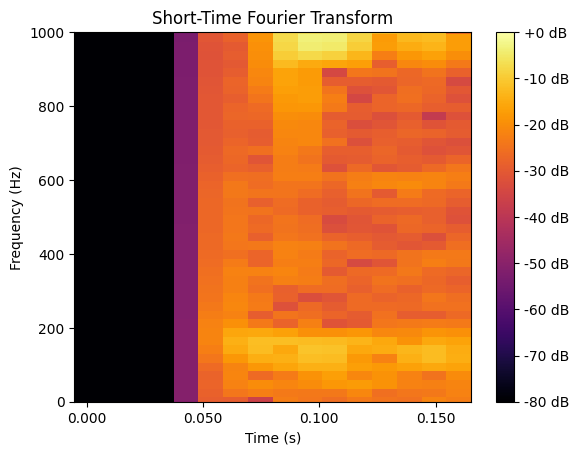 Short-Time Fourier Transform
1000
800
600
400
200
0
Frequency (Hz)
0.000
0.050
0.100
0.150
Time (s)
+0 dB
-10 dB
-20 dB
-30 dB
-40 dB
-50 dB
-60 dB
-70 dB
-80 dB